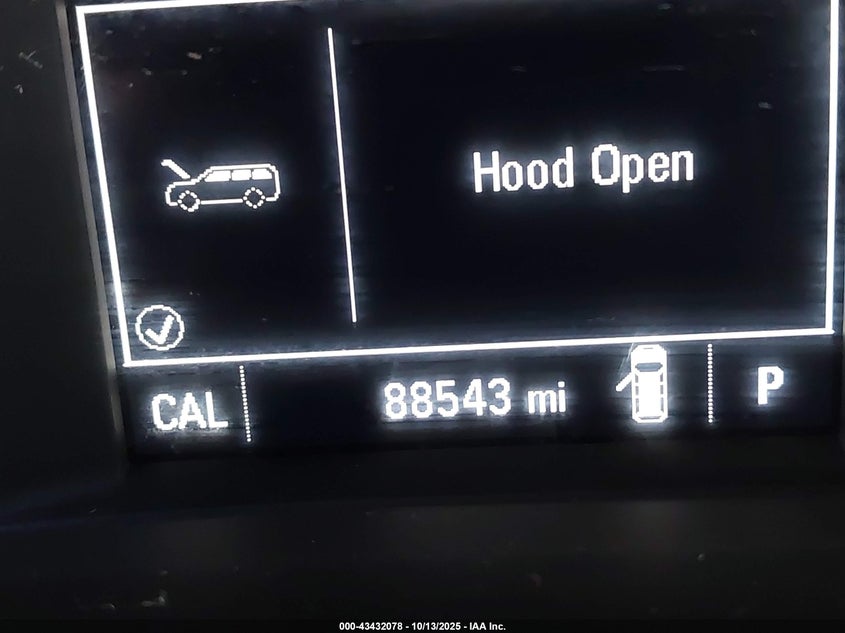 Hood Open
CAL
88543 mi
P
000-43432078 - 10/13/2025 - IAA Inc.